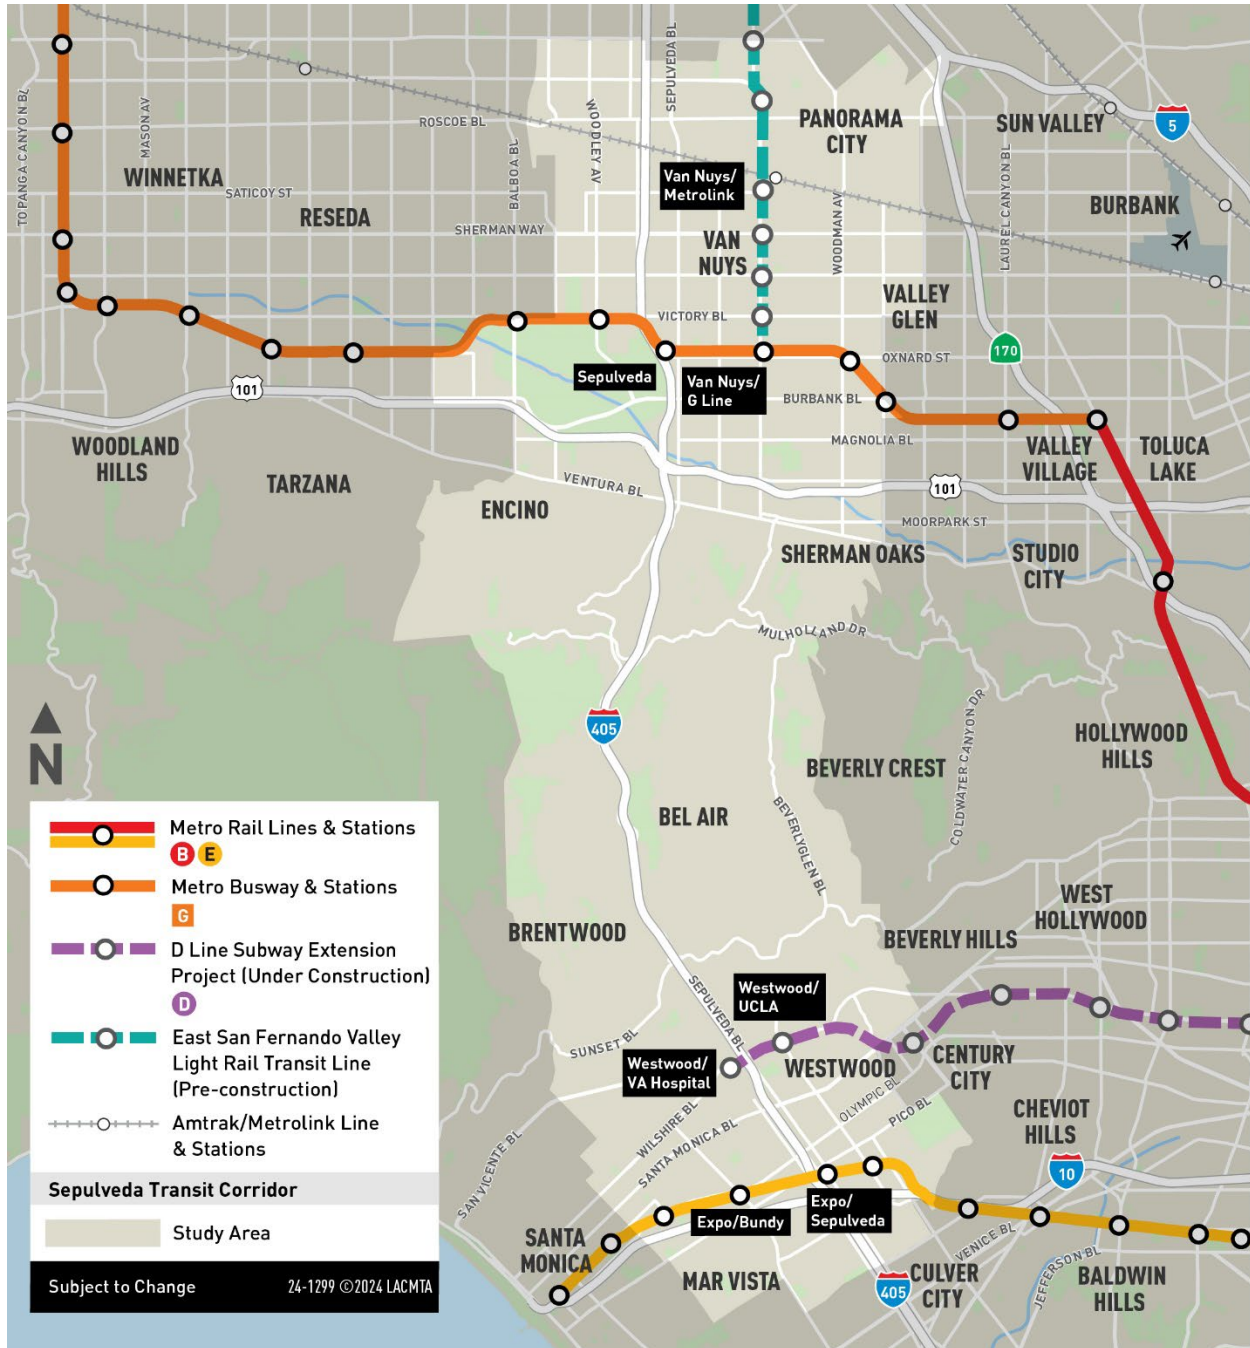 TOPANGA CANYON BL
MASON AV
WINNETKA
SATICOY ST
RESEDA
ROSCOE BL
BALBOA BL
SHERMAN WAY
WOODLEY AV
SEPULVEDA BL
PANORAMA
CITY
SUN VALLEY
5
Van Nuys/
Metrolink
VAN
NUYS
WOODMAN AV
LAUREL CANYON BL
BURBANK
VALLEY
GLEN
VICTORY BL
OXNARD ST
170
Sepulveda
Van Nuys/
G Line
BURBANK BL
MAGNOLIA BL
101
WOODLAND
HILLS
TARZANA
ENCINO
VENTURA BL
VALLEY
VILLAGE
TOLUCA
LAKE
101
MOORPARK ST
SHERMAN OAKS
STUDIO
CITY
MULHOLLAND DR
405
COLDWATER CANYON DR
HOLLYWOOD
HILLS
BEVERLY CREST
BEL AIR
BEVERLYGLEN BL
WEST
HOLLYWOOD
BRENTWOOD
BEVERLY HILLS
SEPULVEDA BL
Westwood/
UCLA
SUNSET BL
Westwood/
VA Hospital
WESTWOOD
CENTURY
CITY
OLYMPIC BL
PICO BL
WILSHIRE BL
SANTA MONICA BL
SAN VICENTE BL
CHEVIOT
HILLS
10
Expo/Bundy
Expo/
Sepulveda
SANTA
MONICA
MAR VISTA
VENICE BL
JEFFERSON BL
405
CULVER
CITY
BALDWIN
HILLS
N
Metro Rail Lines & Stations
B E
Metro Busway & Stations
G
D Line Subway Extension
Project (Under Construction)
D
East San Fernando Valley
Light Rail Transit Line
(Pre-construction)
Amtrak/Metrolink Line
& Stations
Sepulveda Transit Corridor
Study Area
Subject to Change 24-1299 ©2024 LACMTA